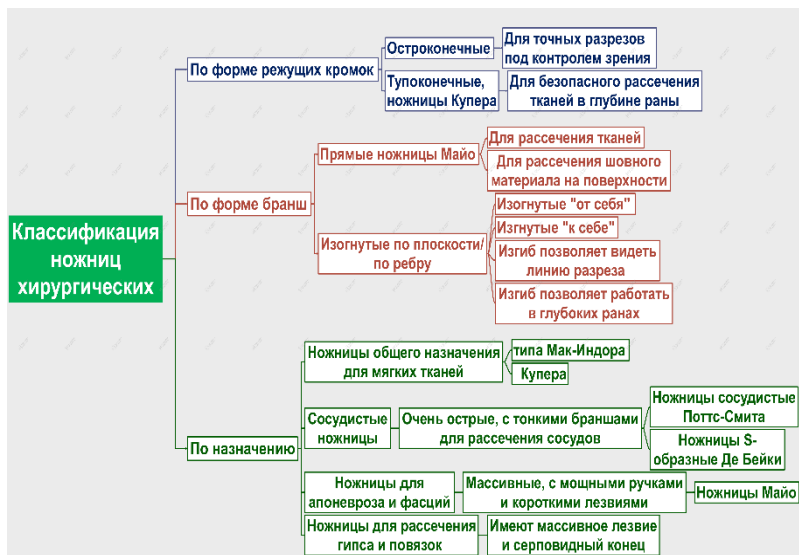 Классификация
ножниц
хирургических
По форме режущих кромок
Остроконечные
Для точных разрезов
под контролем зрения
Тупоконечные,
ножницы Купера
Для безопасного рассечения
тканей в глубине раны
По форме бранш
Прямые ножницы Майо
Для рассечения тканей
Для рассечения шовного
материала на поверхности
Изогнутые по плоскости/
по ребру
Изогнутые "от себя"
Изгнутые "к себе"
Изгиб позволяет видеть
линию разреза
Изгиб позволяет работать
в глубоких ранах
По назначению
Ножницы общего назначения
для мягких тканей
типа Мак-Индора
Купера
Сосудистые
ножницы
Очень острые, с тонкими браншами
для рассечения сосудов
Ножницы сосудистые
Поттс-Смита
Ножницы S-
образные Де Бейки
Ножницы для
апоневроза и фасций
Массивные, с мощными ручками
и короткими лезвиями
Ножницы Майо
Ножницы для рассечения
гипса и повязок
Имеют массивное лезвие
и серповидный конец